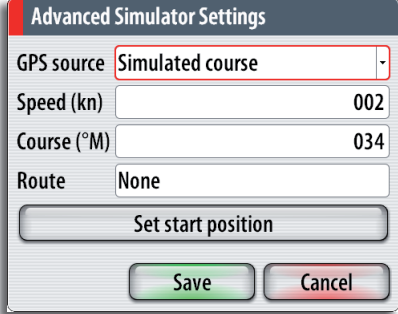 Advanced Simulator Settings
GPS source Simulated course
Speed (kn) 002
Course (°M) 034
Route None
Set start position
Save Cancel